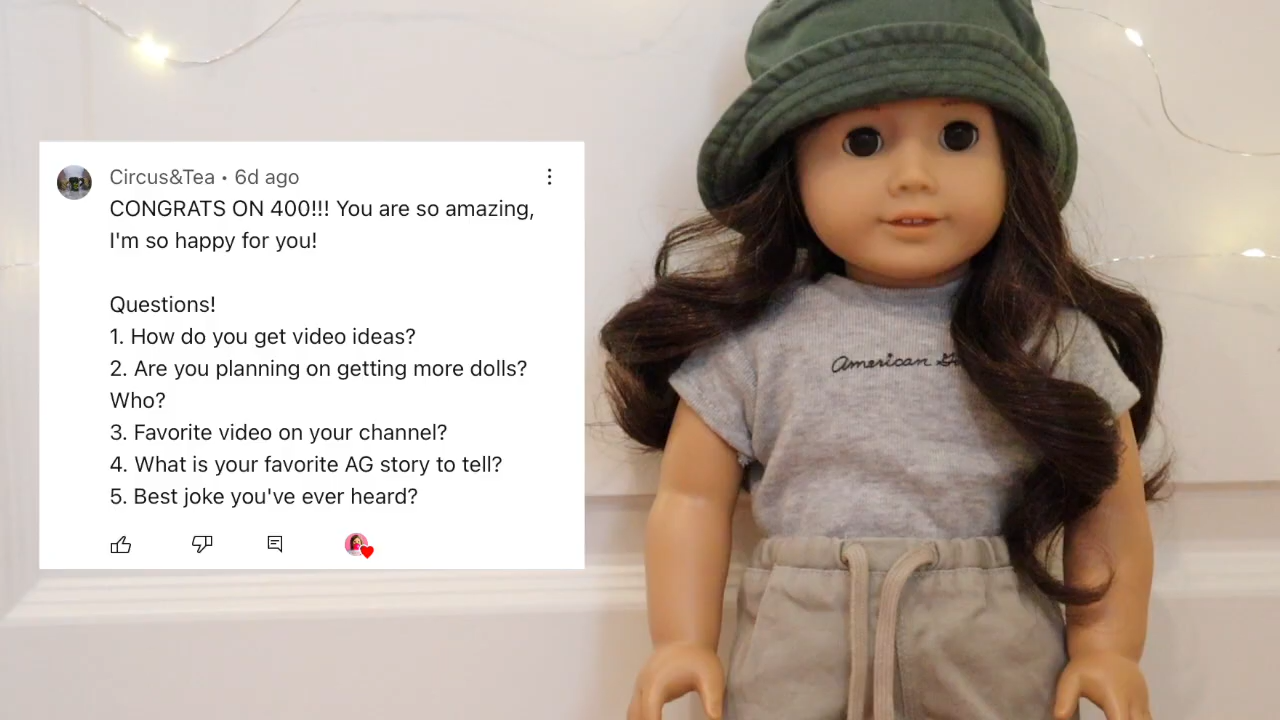 Circus&Tea • 6d ago
CONGRATS ON 400!!! You are so amazing,
I'm so happy for you!
Questions!
1. How do you get video ideas?
2. Are you planning on getting more dolls?
Who?
3. Favorite video on your channel?
4. What is your favorite AG story to tell?
5. Best joke you've ever heard?
American